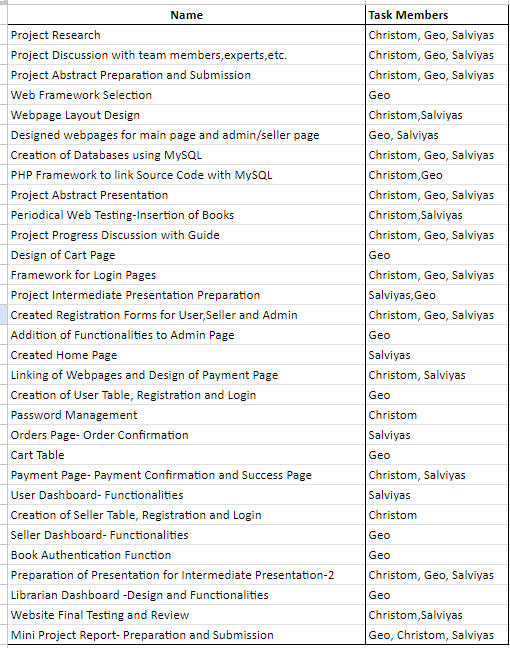 Name Task Members
Project Research Christom, Geo, Salviyas
Project Discussion with team members,experts,etc. Christom, Geo, Salviyas
Project Abstract Preparation and Submission Christom, Geo, Salviyas
Web Framework Selection Geo
Webpage Layout Design Christom,Salviyas
Designed webpages for main page and admin/seller page Geo, Salviyas
Creation of Databases using MySQL Christom, Geo, Salviyas
PHP Framework to link Source Code with MySQL Christom,Geo
Project Abstract Presentation Christom, Geo, Salviyas
Periodical Web Testing-Insertion of Books Christom,Salviyas
Project Progress Discussion with Guide Christom, Geo, Salviyas
Design of Cart Page Geo
Framework for Login Pages Christom, Geo, Salviyas
Project Intermediate Presentation Preparation Salviyas,Geo
Created Registration Forms for User,Seller and Admin Christom, Geo, Salviyas
Addition of Functionalities to Admin Page Geo
Created Home Page Salviyas
Linking of Webpages and Design of Payment Page Christom, Salviyas
Creation of User Table, Registration and Login Geo
Password Management Christom
Orders Page- Order Confirmation Salviyas
Cart Table Geo
Payment Page- Payment Confirmation and Success Page Christom, Salviyas
User Dashboard- Functionalities Salviyas
Creation of Seller Table, Registration and Login Christom
Seller Dashboard- Functionalities Geo
Book Authentication Function Geo
Preparation of Presentation for Intermediate Presentation-2 Christom, Geo, Salviyas
Librarian Dashboard -Design and Functionalities Geo
Website Final Testing and Review Christom,Salviyas
Mini Project Report- Preparation and Submission Geo, Christom, Salviyas